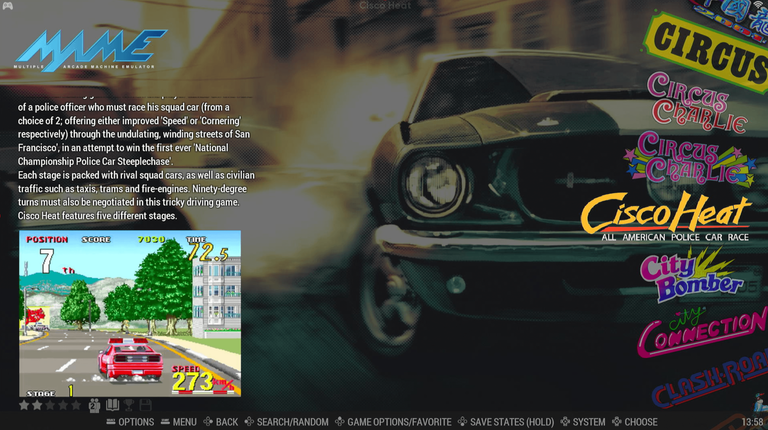 Cisco Heat
MAME
MULTIPLE ARCADE MACHINE EMULATOR
of a police officer who must race his squad car (from a
choice of 2; offering either improved 'Speed' or 'Cornering'
respectively) through the undulating, winding streets of San
Francisco', in an attempt to win the first ever 'National
Championship Police Car Steeplechase'.
Each stage is packed with rival squad cars, as well as civilian
traffic such as taxis, trams and fire-engines. Ninety-degree
turns must also be negotiated in this tricky driving game.
Cisco Heat features five different stages.
POSITION SCORE 7030 TIME
7th 72.5
SPEED
273
STAGE 1
CIRCUS
CIRCUS
CHARLIE
CIRCUS
CHARLIE
Cisco Heat
ALL AMERICAN POLICE CAR RACE
City
Bomber
City
CONNECTION
CLASH-ROAD
OPTIONS MENU BACK SEARCH/RANDOM GAME OPTIONS/FAVORITE SAVE STATES (HOLD) SYSTEM CHOOSE 13:58